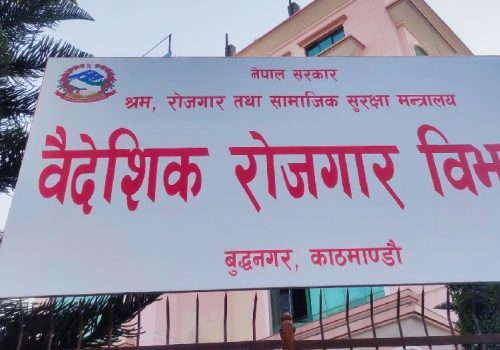 नेपाल सरकार
श्रम, रोजगार तथा सामाजिक सुरक्षा मन्त्रालय
वैदेशिक रोजगार विभ
बुद्धनगर, काठमाण्डौ